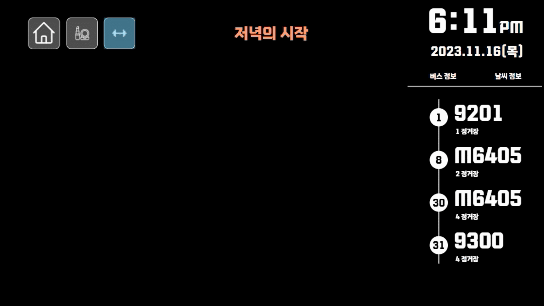 저녁의 시작
6:11PM
2023.11.16(목)
버스 정보 날씨 정보
1 9201
1 정거장
8 M6405
2 정거장
30 M6405
4 정거장
31 9300
4 정거장